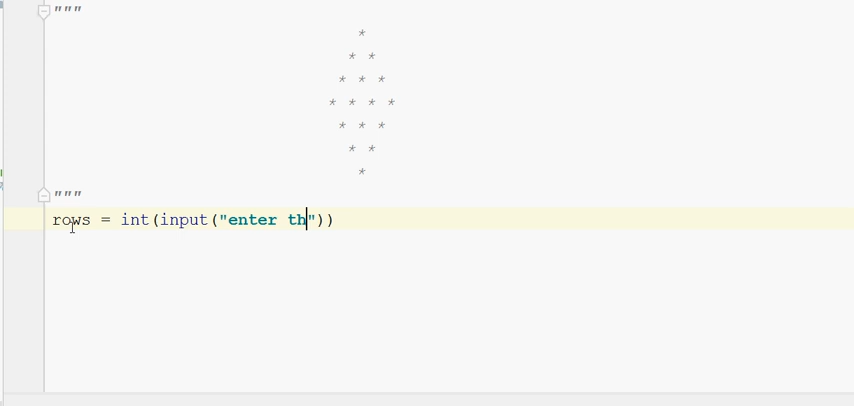 """
*
* *
* * *
* * * *
* * *
* *
*
"""
rows = int(input("enter th"))